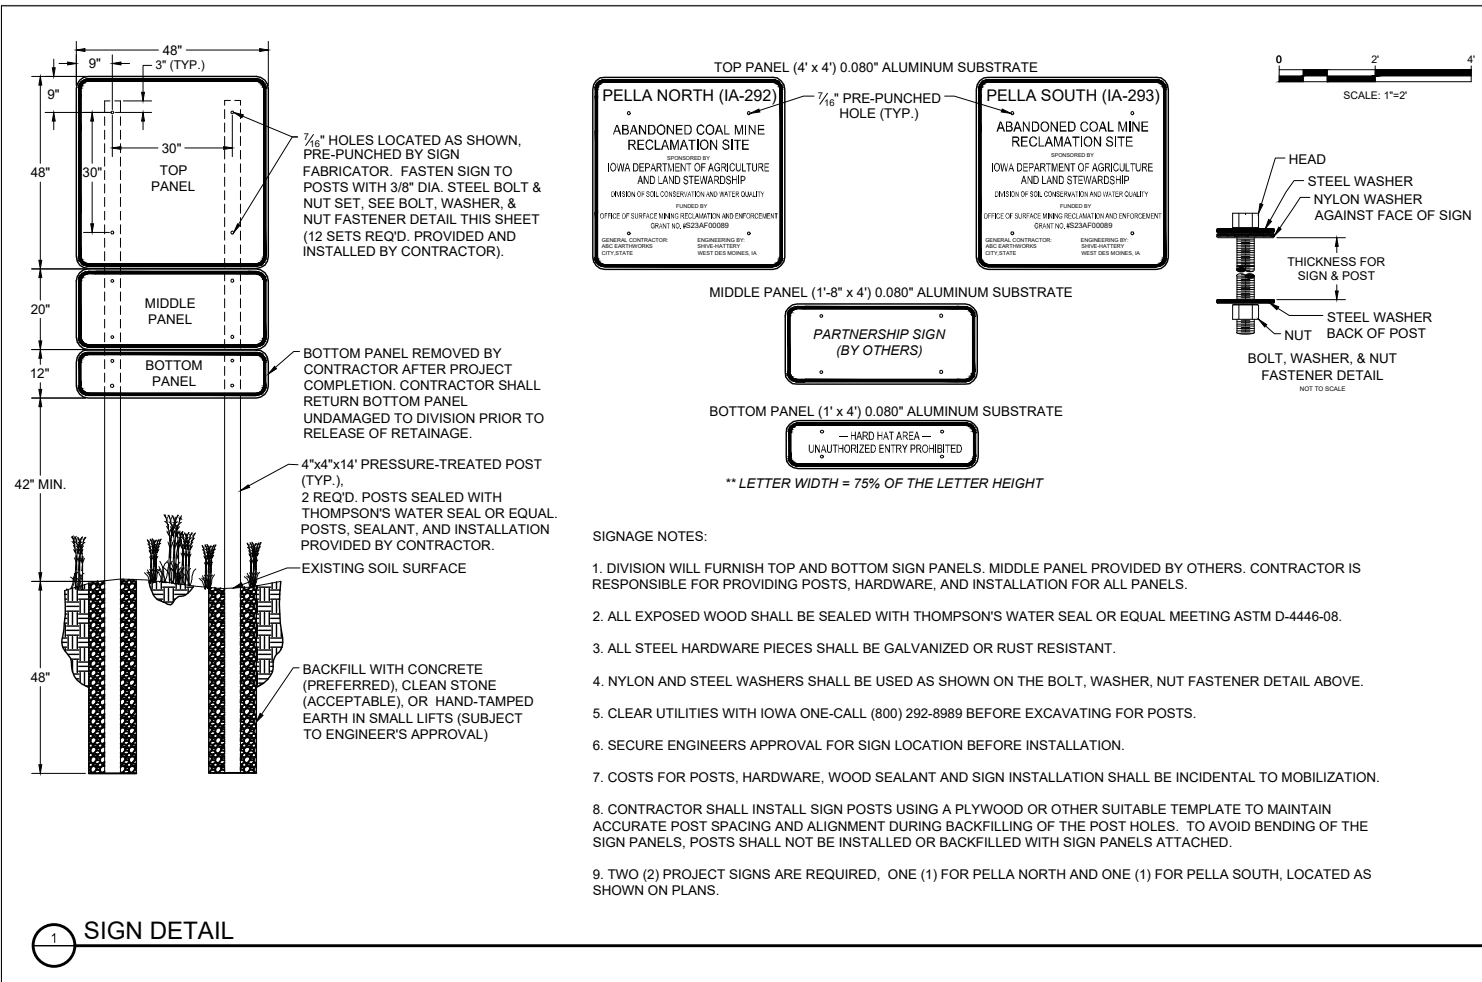 48"
9"
3" (TYP.)
9"
48"
30"
30"
TOP
PANEL
7/16" HOLES LOCATED AS SHOWN,
PRE-PUNCHED BY SIGN
FABRICATOR. FASTEN SIGN TO
POSTS WITH 3/8" DIA. STEEL BOLT &
NUT SET, SEE BOLT, WASHER, &
NUT FASTENER DETAIL THIS SHEET
(12 SETS REQ'D. PROVIDED AND
INSTALLED BY CONTRACTOR).
20"
MIDDLE
PANEL
12"
BOTTOM
PANEL
BOTTOM PANEL REMOVED BY
CONTRACTOR AFTER PROJECT
COMPLETION. CONTRACTOR SHALL
RETURN BOTTOM PANEL
UNDAMAGED TO DIVISION PRIOR TO
RELEASE OF RETAINAGE.
42" MIN.
4"x4"x14' PRESSURE-TREATED POST
(TYP.),
2 REQ'D. POSTS SEALED WITH
THOMPSON'S WATER SEAL OR EQUAL.
POSTS, SEALANT, AND INSTALLATION
PROVIDED BY CONTRACTOR.
EXISTING SOIL SURFACE
48"
BACKFILL WITH CONCRETE
(PREFERRED), CLEAN STONE
(ACCEPTABLE), OR HAND-TAMPED
EARTH IN SMALL LIFTS (SUBJECT
TO ENGINEER'S APPROVAL)
TOP PANEL (4' x 4') 0.080" ALUMINUM SUBSTRATE
PELLA NORTH (IA-292)
ABANDONED COAL MINE
RECLAMATION SITE
SPONSORED BY
IOWA DEPARTMENT OF AGRICULTURE
AND LAND STEWARDSHIP
DIVISION OF SOIL CONSERVATION AND WATER QUALITY
FUNDED BY
OFFICE OF SURFACE MINING RECLAMATION AND ENFORCEMENT
GRANT NO. #S23AF00089
GENERAL CONTRACTOR:
ABC EARTHWORKS
CITY,STATE
ENGINEERING BY:
SHIVE-HATTERY
WEST DES MOINES, IA
7/16" PRE-PUNCHED
HOLE (TYP.)
PELLA SOUTH (IA-293)
ABANDONED COAL MINE
RECLAMATION SITE
SPONSORED BY
IOWA DEPARTMENT OF AGRICULTURE
AND LAND STEWARDSHIP
DIVISION OF SOIL CONSERVATION AND WATER QUALITY
FUNDED BY
OFFICE OF SURFACE MINING RECLAMATION AND ENFORCEMENT
GRANT NO. #S23AF00089
GENERAL CONTRACTOR:
ABC EARTHWORKS
CITY,STATE
ENGINEERING BY:
SHIVE-HATTERY
WEST DES MOINES, IA
MIDDLE PANEL (1'-8" x 4') 0.080" ALUMINUM SUBSTRATE
PARTNERSHIP SIGN
(BY OTHERS)
BOTTOM PANEL (1' x 4') 0.080" ALUMINUM SUBSTRATE
— HARD HAT AREA —
UNAUTHORIZED ENTRY PROHIBITED
** LETTER WIDTH = 75% OF THE LETTER HEIGHT
0 2' 4'
SCALE: 1"=2'
HEAD
STEEL WASHER
NYLON WASHER
AGAINST FACE OF SIGN
THICKNESS FOR
SIGN & POST
STEEL WASHER
BACK OF POST
NUT
BOLT, WASHER, & NUT
FASTENER DETAIL
NOT TO SCALE
SIGNAGE NOTES:
1. DIVISION WILL FURNISH TOP AND BOTTOM SIGN PANELS. MIDDLE PANEL PROVIDED BY OTHERS. CONTRACTOR IS
RESPONSIBLE FOR PROVIDING POSTS, HARDWARE, AND INSTALLATION FOR ALL PANELS.
2. ALL EXPOSED WOOD SHALL BE SEALED WITH THOMPSON'S WATER SEAL OR EQUAL MEETING ASTM D-4446-08.
3. ALL STEEL HARDWARE PIECES SHALL BE GALVANIZED OR RUST RESISTANT.
4. NYLON AND STEEL WASHERS SHALL BE USED AS SHOWN ON THE BOLT, WASHER, NUT FASTENER DETAIL ABOVE.
5. CLEAR UTILITIES WITH IOWA ONE-CALL (800) 292-8989 BEFORE EXCAVATING FOR POSTS.
6. SECURE ENGINEERS APPROVAL FOR SIGN LOCATION BEFORE INSTALLATION.
7. COSTS FOR POSTS, HARDWARE, WOOD SEALANT AND SIGN INSTALLATION SHALL BE INCIDENTAL TO MOBILIZATION.
8. CONTRACTOR SHALL INSTALL SIGN POSTS USING A PLYWOOD OR OTHER SUITABLE TEMPLATE TO MAINTAIN
ACCURATE POST SPACING AND ALIGNMENT DURING BACKFILLING OF THE POST HOLES. TO AVOID BENDING OF THE
SIGN PANELS, POSTS SHALL NOT BE INSTALLED OR BACKFILLED WITH SIGN PANELS ATTACHED.
9. TWO (2) PROJECT SIGNS ARE REQUIRED, ONE (1) FOR PELLA NORTH AND ONE (1) FOR PELLA SOUTH, LOCATED AS
SHOWN ON PLANS.
1 SIGN DETAIL